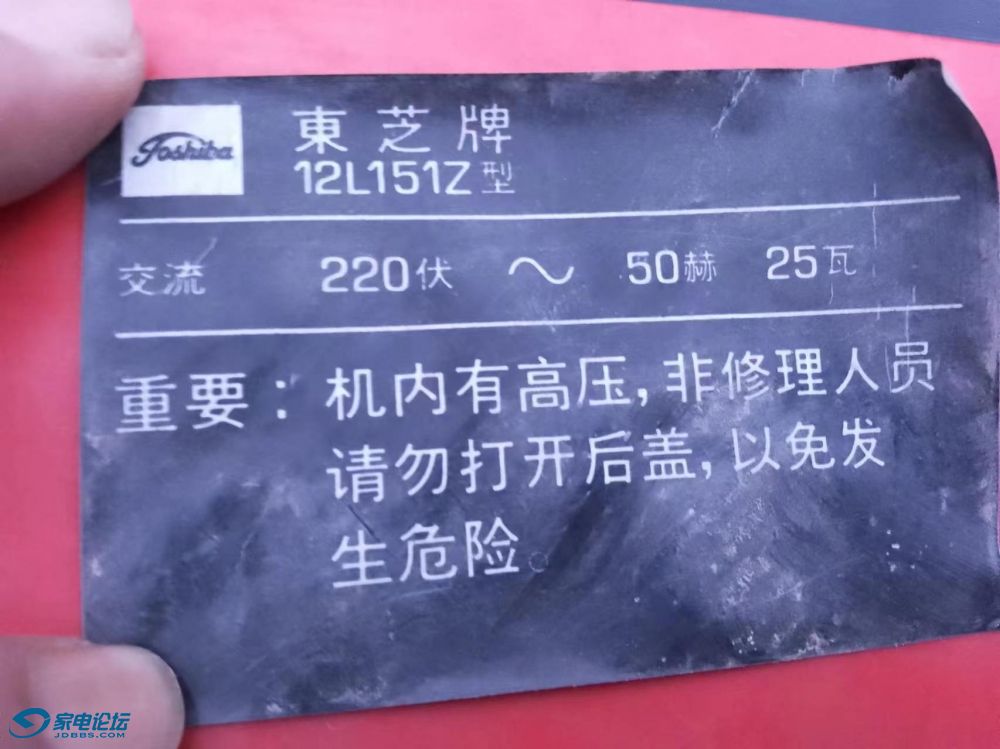 Toshiba
東芝牌
12L151Z型
交流 220伏 ～ 50赫 25瓦
重要：机内有高压，非修理人员
请勿打开后盖，以免发
生危险。
家电论坛
JDBBS.COM